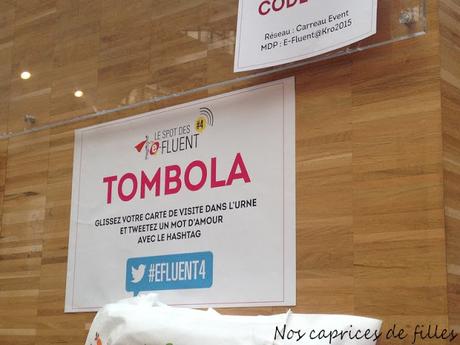 CODE
Réseau : Carreau Event
MDP : E-Fluent@Kro2015
LE SPOT DES
#4
e-FLUENT
TOMBOLA
GLISSEZ VOTRE CARTE DE VISITE DANS L'URNE
ET TWEETEZ UN MOT D'AMOUR
AVEC LE HASHTAG
#EFLUENT4
Nos caprices de filles